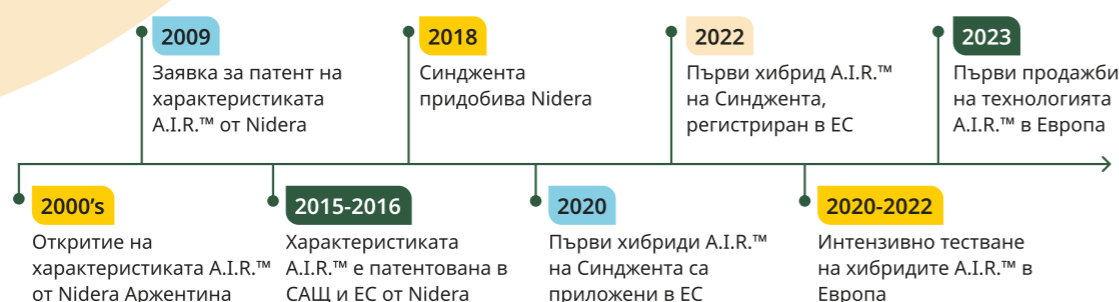 2009
Заявка за патент на
характеристиката
A.I.R.™ от Nidera
2018
Синджента
придобива Nidera
2022
Първи хибрид A.I.R.™
на Синджента,
регистриран в ЕС
2023
Първи продажби
на технологията
A.I.R.™ в Европа
2000’s
Откритие на
характеристиката A.I.R.™
от Nidera Аржентина
2015-2016
Характеристиката
A.I.R.™ е патентована в
САЩ и ЕС от Nidera
2020
Първи хибриди A.I.R.™
на Синджента са
приложени в ЕС
2020-2022
Интензивно тестване
на хибридите A.I.R.™ в
Европа